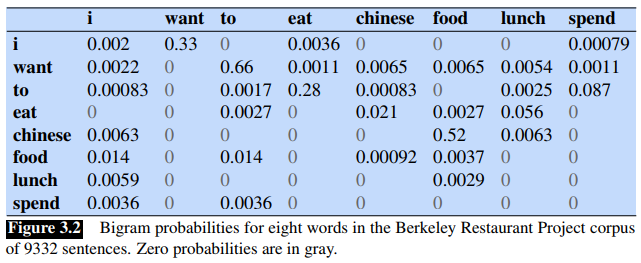 i want to eat chinese food lunch spend
i 0.002 0.33 0 0.0036 0 0 0 0.00079
want 0.0022 0 0.66 0.0011 0.0065 0.0065 0.0054 0.0011
to 0.00083 0 0.0017 0.28 0.00083 0 0.0025 0.087
eat 0 0 0.0027 0 0.021 0.0027 0.056 0
chinese 0.0063 0 0 0 0 0.52 0.0063 0
food 0.014 0 0.014 0 0.00092 0.0037 0 0
lunch 0.0059 0 0 0 0 0.0029 0 0
spend 0.0036 0 0.0036 0 0 0 0 0
Figure 3.2 Bigram probabilities for eight words in the Berkeley Restaurant Project corpus
of 9332 sentences. Zero probabilities are in gray.